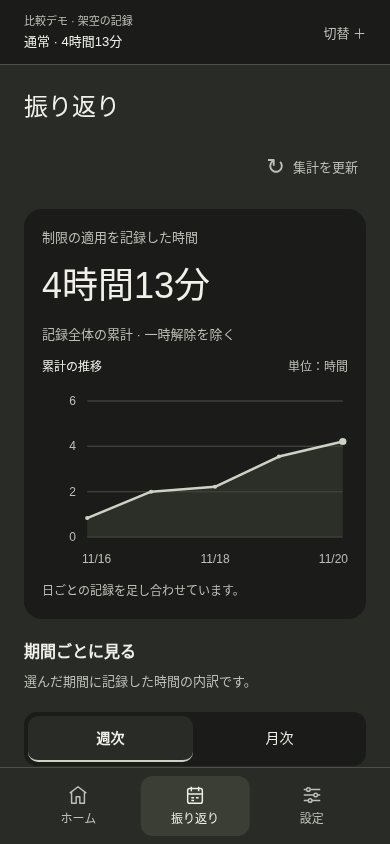 比較デモ · 架空の記録
通常 · 4時間13分
切替 ＋
振り返り
↻ 集計を更新
制限の適用を記録した時間
4時間13分
記録全体の累計 · 一時解除を除く
累計の推移
単位：時間
6
4
2
0
11/16
11/18
11/20
日ごとの記録を足し合わせています。
期間ごとに見る
選んだ期間に記録した時間の内訳です。
週次
月次
ホーム
振り返り
設定